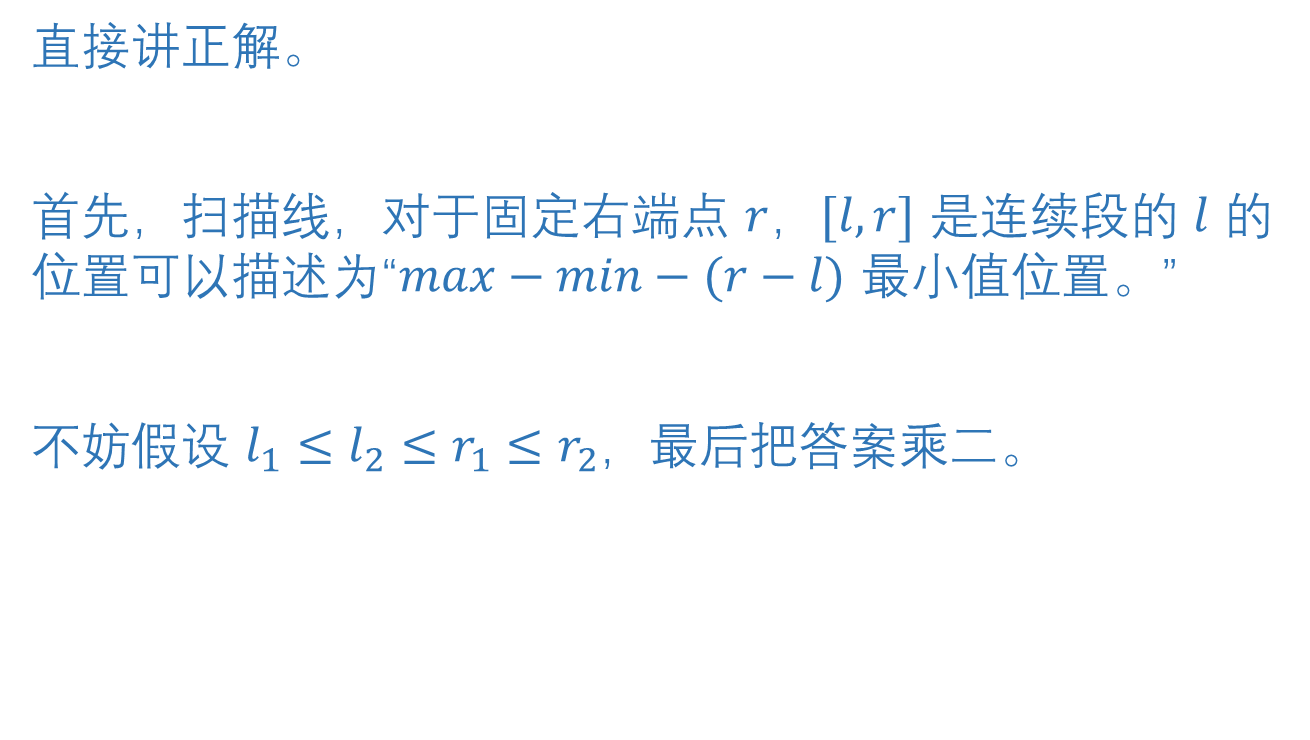 直接讲正解。
首先，扫描线，对于固定右端点 r，[l, r] 是连续段的 l 的
位置可以描述为“max − min − (r − l) 最小值位置。”
不妨假设 l₁ ≤ l₂ ≤ r₁ ≤ r₂，最后把答案乘二。